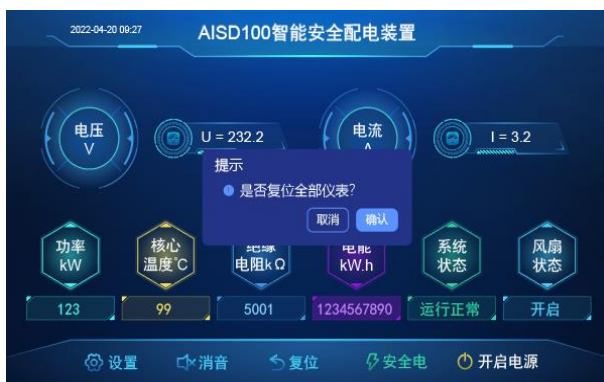 2022-04-20 09:27
AISD100智能安全配电装置
电压
V
U = 232.2
电流
A
I = 3.2
提示
是否复位全部仪表?
取消
确认
功率
kW
核心
温度℃
绝缘
电阻kΩ
电能
kW.h
系统
状态
风扇
状态
123
99
5001
1234567890
运行正常
开启
设置
消音
复位
安全电
开启电源